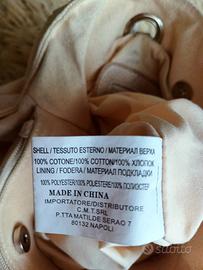 SHELL/TESSUTO ESTERNO/МАТЕРИАЛ ВЕРХА
100% COTONE/100% COTTON/100% ХЛОПОК
LINING/FODERA/МАТЕРИАЛ ПОДКЛАДКИ
100% POLYESTER/100% POLIESTERE/100% ПОЛИЭСТЕР
MADE IN CHINA
IMPORTATORE/DISTRIBUTORE
C.M.T. SRL
P.TTA MATILDE SERAO 7
80132 NAPOLI
subito